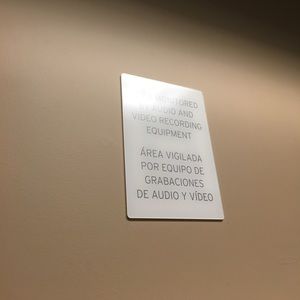 MONITORED
BY AUDIO AND
VIDEO RECORDING
EQUIPMENT
ÁREA VIGILADA
POR EQUIPO DE
GRABACIONES
DE AUDIO Y VÍDEO